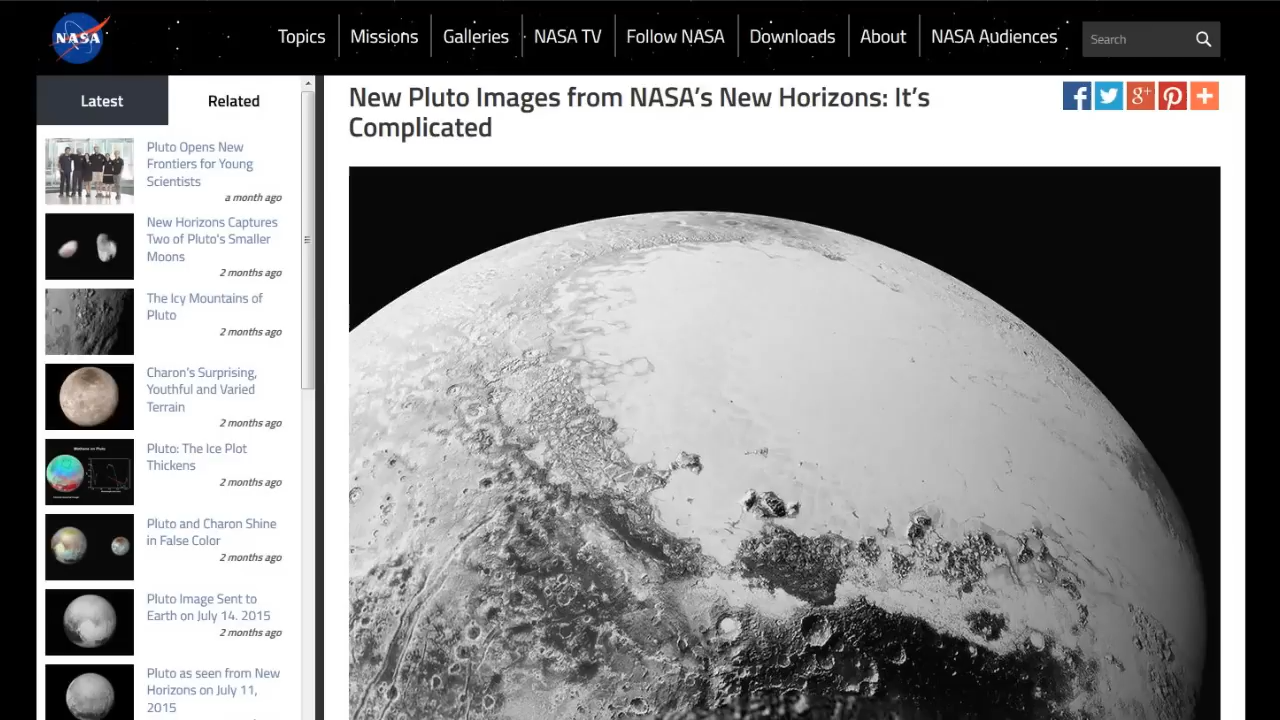 NASA
Topics
Missions
Galleries
NASA TV
Follow NASA
Downloads
About
NASA Audiences
Search
Latest
Related
Pluto Opens New
Frontiers for Young
Scientists
a month ago
New Horizons Captures
Two of Pluto's Smaller
Moons
2 months ago
The Icy Mountains of
Pluto
2 months ago
Charon's Surprising,
Youthful and Varied
Terrain
2 months ago
Pluto: The Ice Plot
Thickens
2 months ago
Pluto and Charon Shine
in False Color
2 months ago
Pluto Image Sent to
Earth on July 14, 2015
2 months ago
Pluto as seen from New
Horizons on July 11,
2015
New Pluto Images from NASA's New Horizons: It's
Complicated